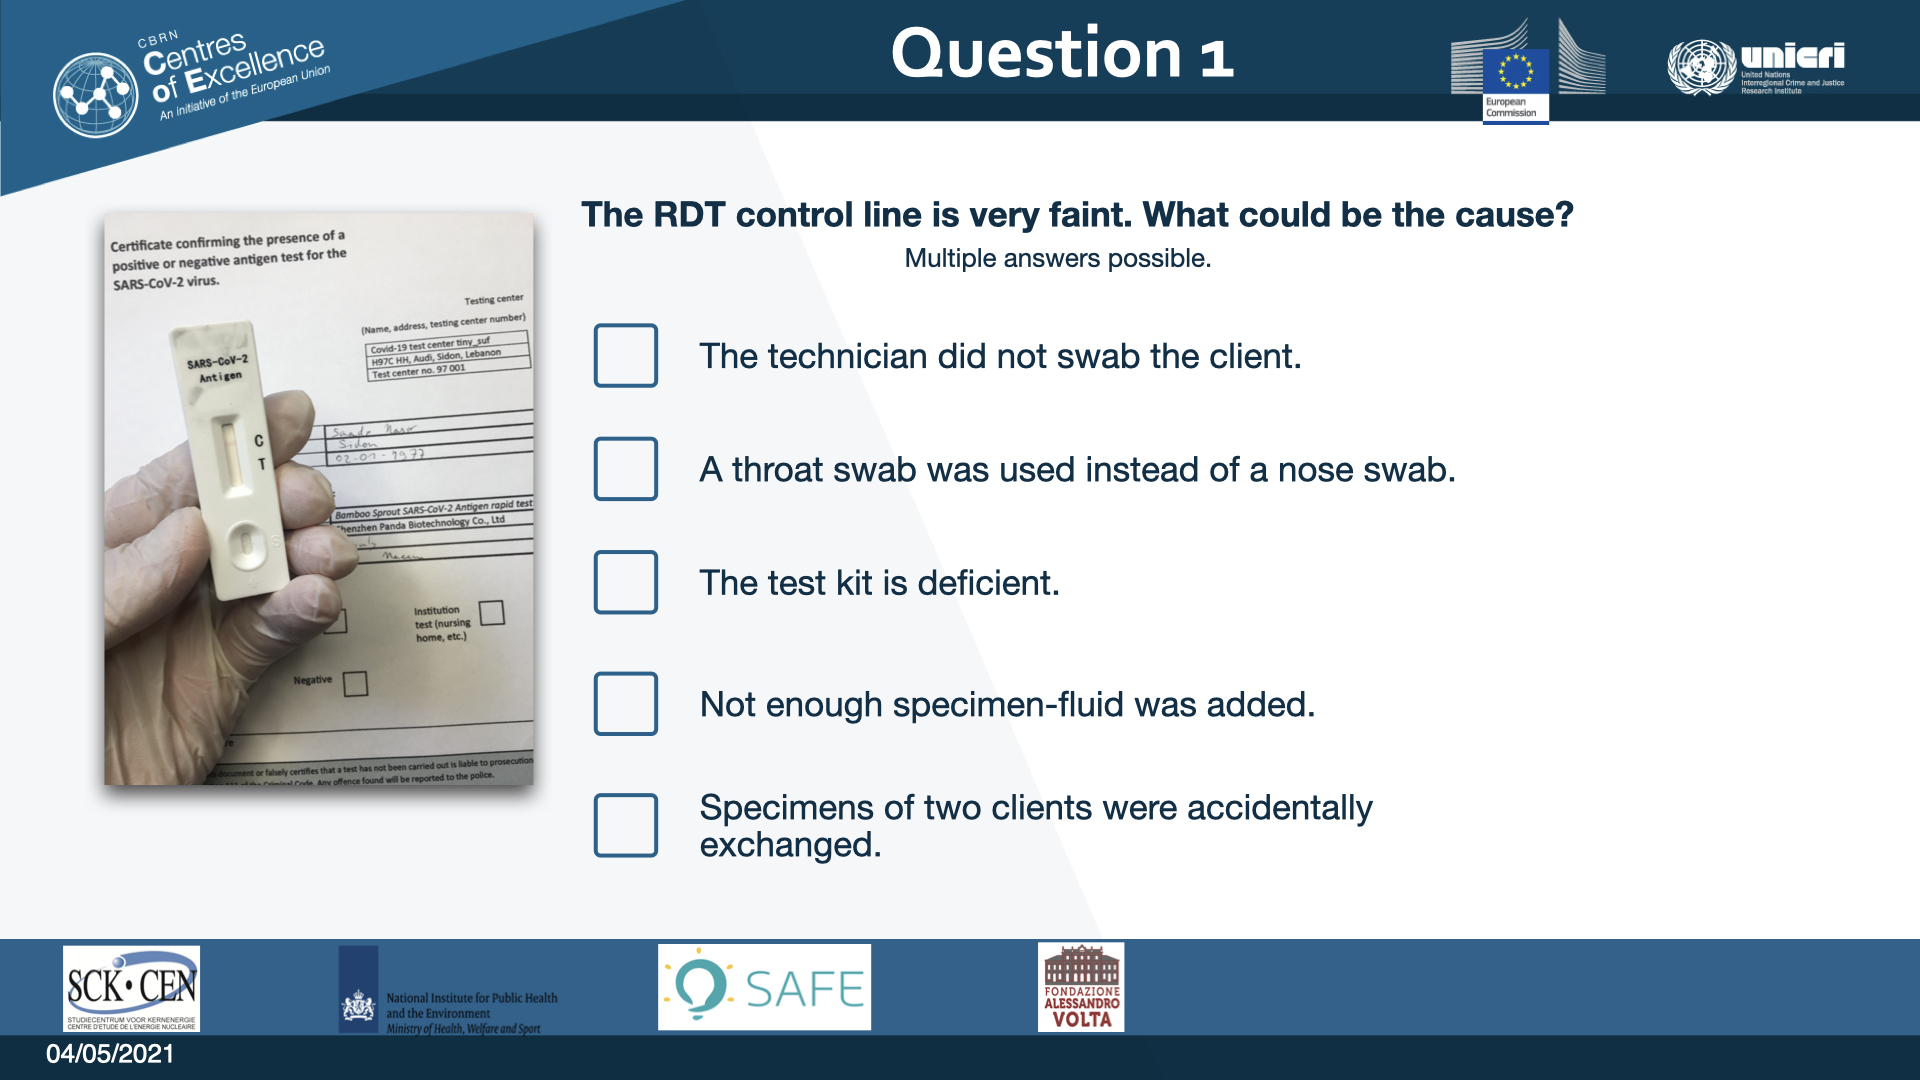 CBRN
Centres
of Excellence
An initiative of the European Union
Question 1
European
Commission
unicri
United Nations
Interregional Crime and Justice
Research Institute
The RDT control line is very faint. What could be the cause?
Multiple answers possible.
The technician did not swab the client.
A throat swab was used instead of a nose swab.
The test kit is deficient.
Not enough specimen-fluid was added.
Specimens of two clients were accidentally
exchanged.
Certificate confirming the presence of a
positive or negative antigen test for the
SARS-CoV-2 virus.
Testing center
(Name, address, testing center number)
Covid-19 test center tiny_suf
H97C HH, Audi, Sidon, Lebanon
Test center no. 97 001
SARS-CoV-2
Antigen
C
T
S
Sidon
02-01-1977
Bamboo Sprout SARS-CoV-2 Antigen rapid test
Shenzhen Panda Biotechnology Co., Ltd
Institution
test (nursing
home, etc.)
Negative
document or falsely certifies that a test has not been carried out is liable to prosecution
of the Criminal Code. Any offence found will be reported to the police.
SCK•CEN
STUDIECENTRUM VOOR KERNENERGIE
CENTRE D'ETUDE DE L'ENERGIE NUCLEAIRE
National Institute for Public Health
and the Environment
Ministry of Health, Welfare and Sport
SAFE
FONDAZIONE
ALESSANDRO
VOLTA
04/05/2021